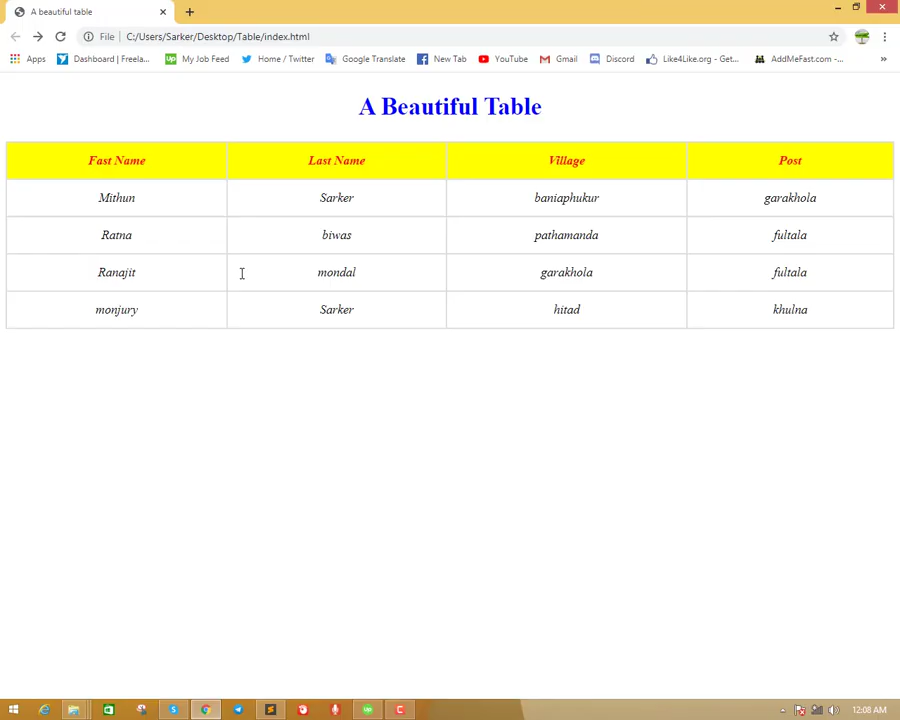 A beautiful table
File C:/Users/Sarker/Desktop/Table/index.html
Apps Dashboard | Freela... My Job Feed Home / Twitter Google Translate New Tab YouTube Gmail Discord Like4Like.org - Get... AddMeFast.com -... »
A Beautiful Table
Fast Name Last Name Village Post
Mithun Sarker baniaphukur garakhola
Ratna biwas pathamanda fultala
Ranajit mondal garakhola fultala
monjury Sarker hitad khulna
12:08 AM